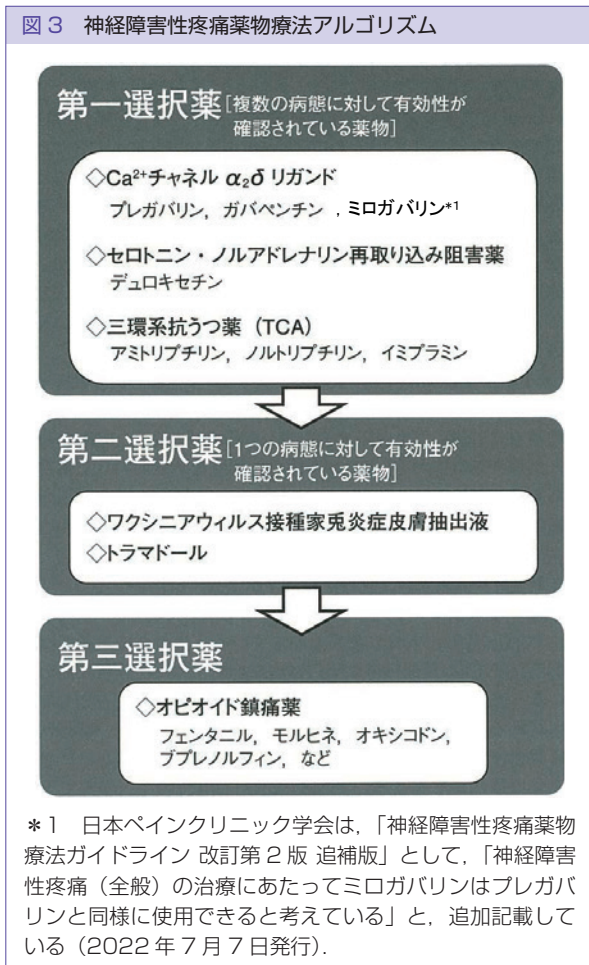 図3 神経障害性疼痛薬物療法アルゴリズム
第一選択薬[複数の病態に対して有効性が
確認されている薬物]
◇Ca²⁺チャネル α₂δ リガンド
プレガバリン，ガバペンチン ，ミロガバリン*¹
◇セロトニン・ノルアドレナリン再取り込み阻害薬
デュロキセチン
◇三環系抗うつ薬（TCA）
アミトリプチリン，ノルトリプチリン，イミプラミン
第二選択薬[1つの病態に対して有効性が
確認されている薬物]
◇ワクシニアウィルス接種家兎炎症皮膚抽出液
◇トラマドール
第三選択薬
◇オピオイド鎮痛薬
フェンタニル，モルヒネ，オキシコドン，
ブプレノルフィン，など
＊1 日本ペインクリニック学会は，「神経障害性疼痛薬物
療法ガイドライン 改訂第2版 追補版」として，「神経障害
性疼痛（全般）の治療にあたってミロガバリンはプレガバ
リンと同様に使用できると考えている」と，追加記載して
いる（2022年7月7日発行）．